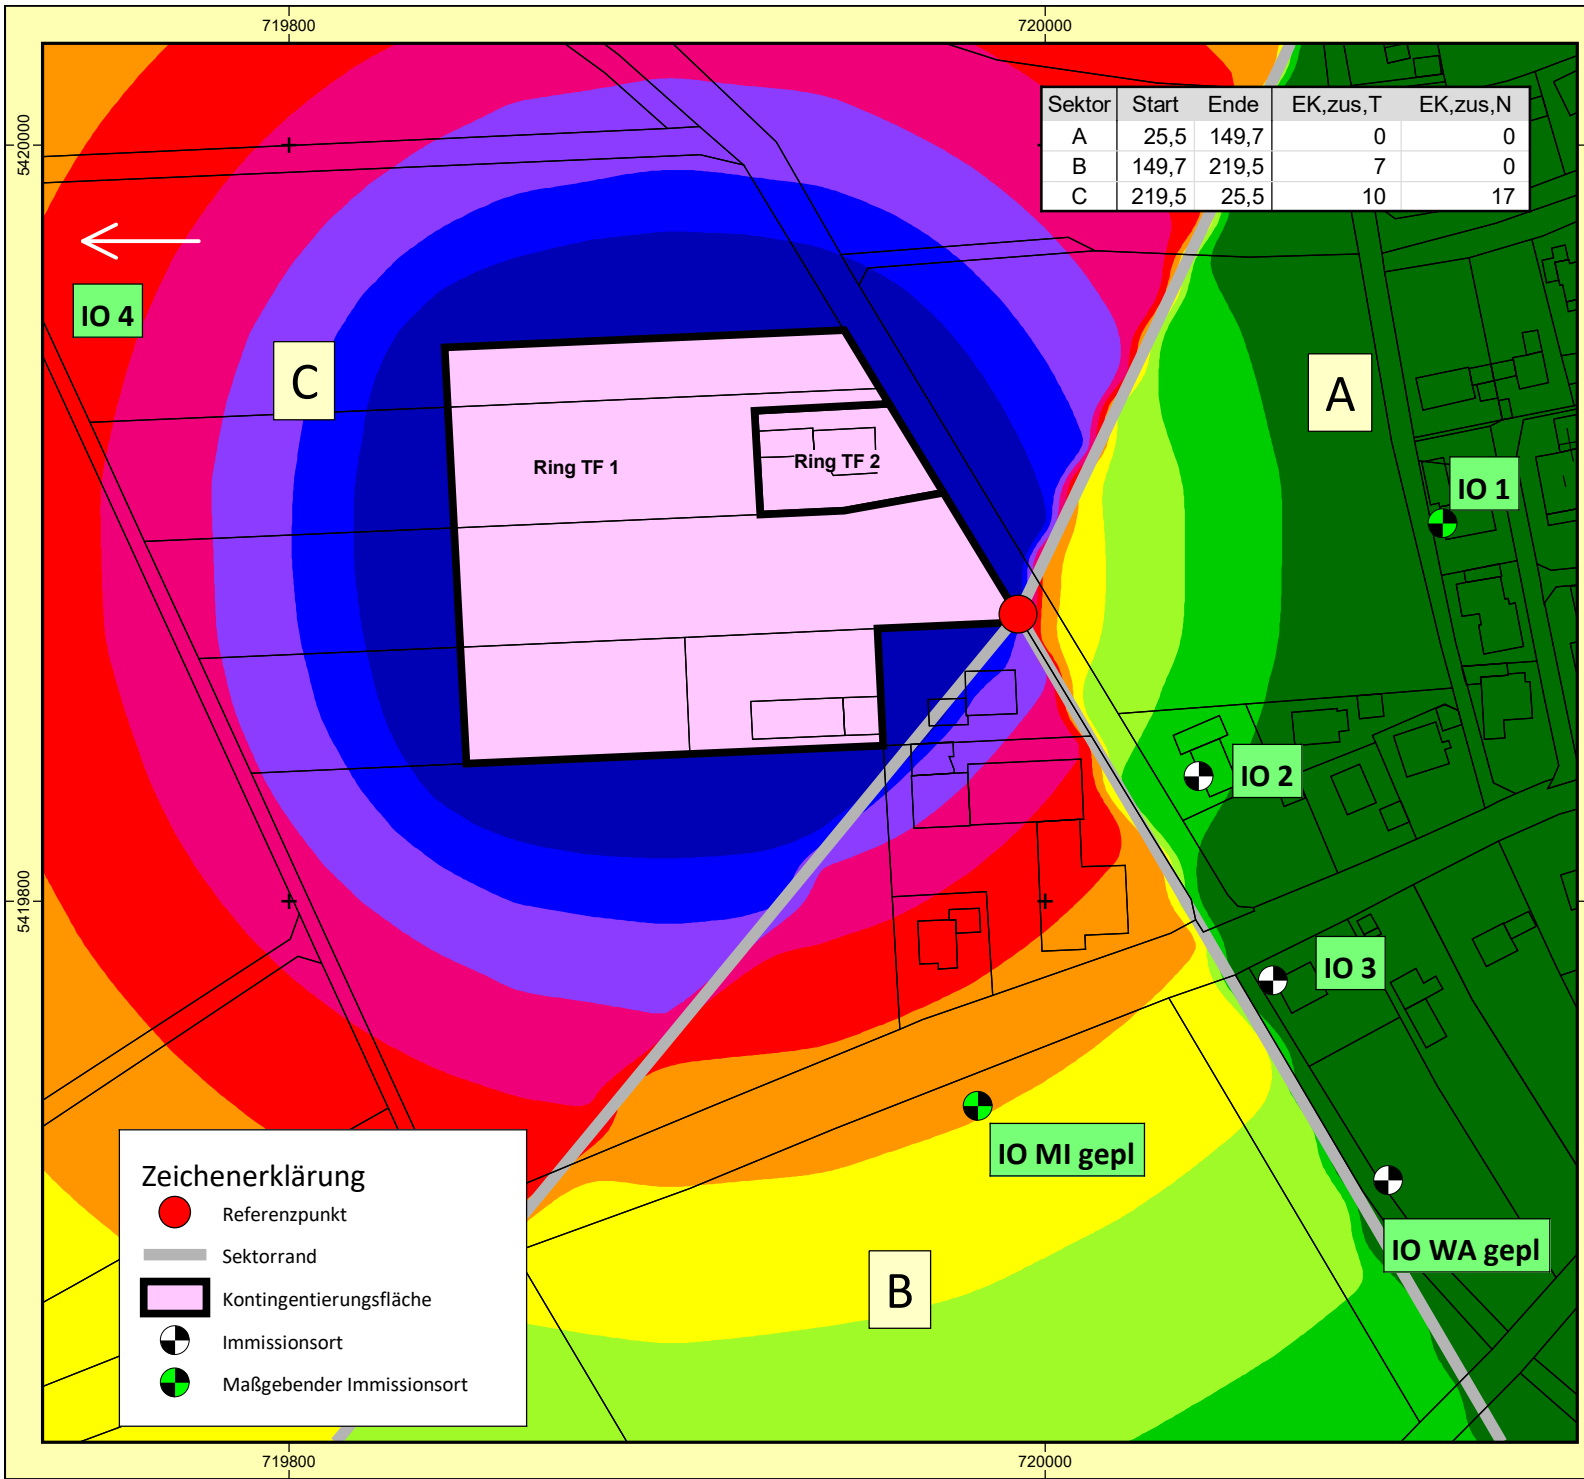 719800 720000
5420000
Sektor Start Ende EK,zus,T EK,zus,N
A 25,5 149,7 0 0
B 149,7 219,5 7 0
C 219,5 25,5 10 17
IO 4
C
A
Ring TF 1
Ring TF 2
IO 1
IO 2
5419800
IO 3
IO MI gepl
IO WA gepl
B
Zeichenerklärung
Referenzpunkt
Sektorrand
Kontingentierungsfläche
Immissionsort
Maßgebender Immissionsort
719800 720000